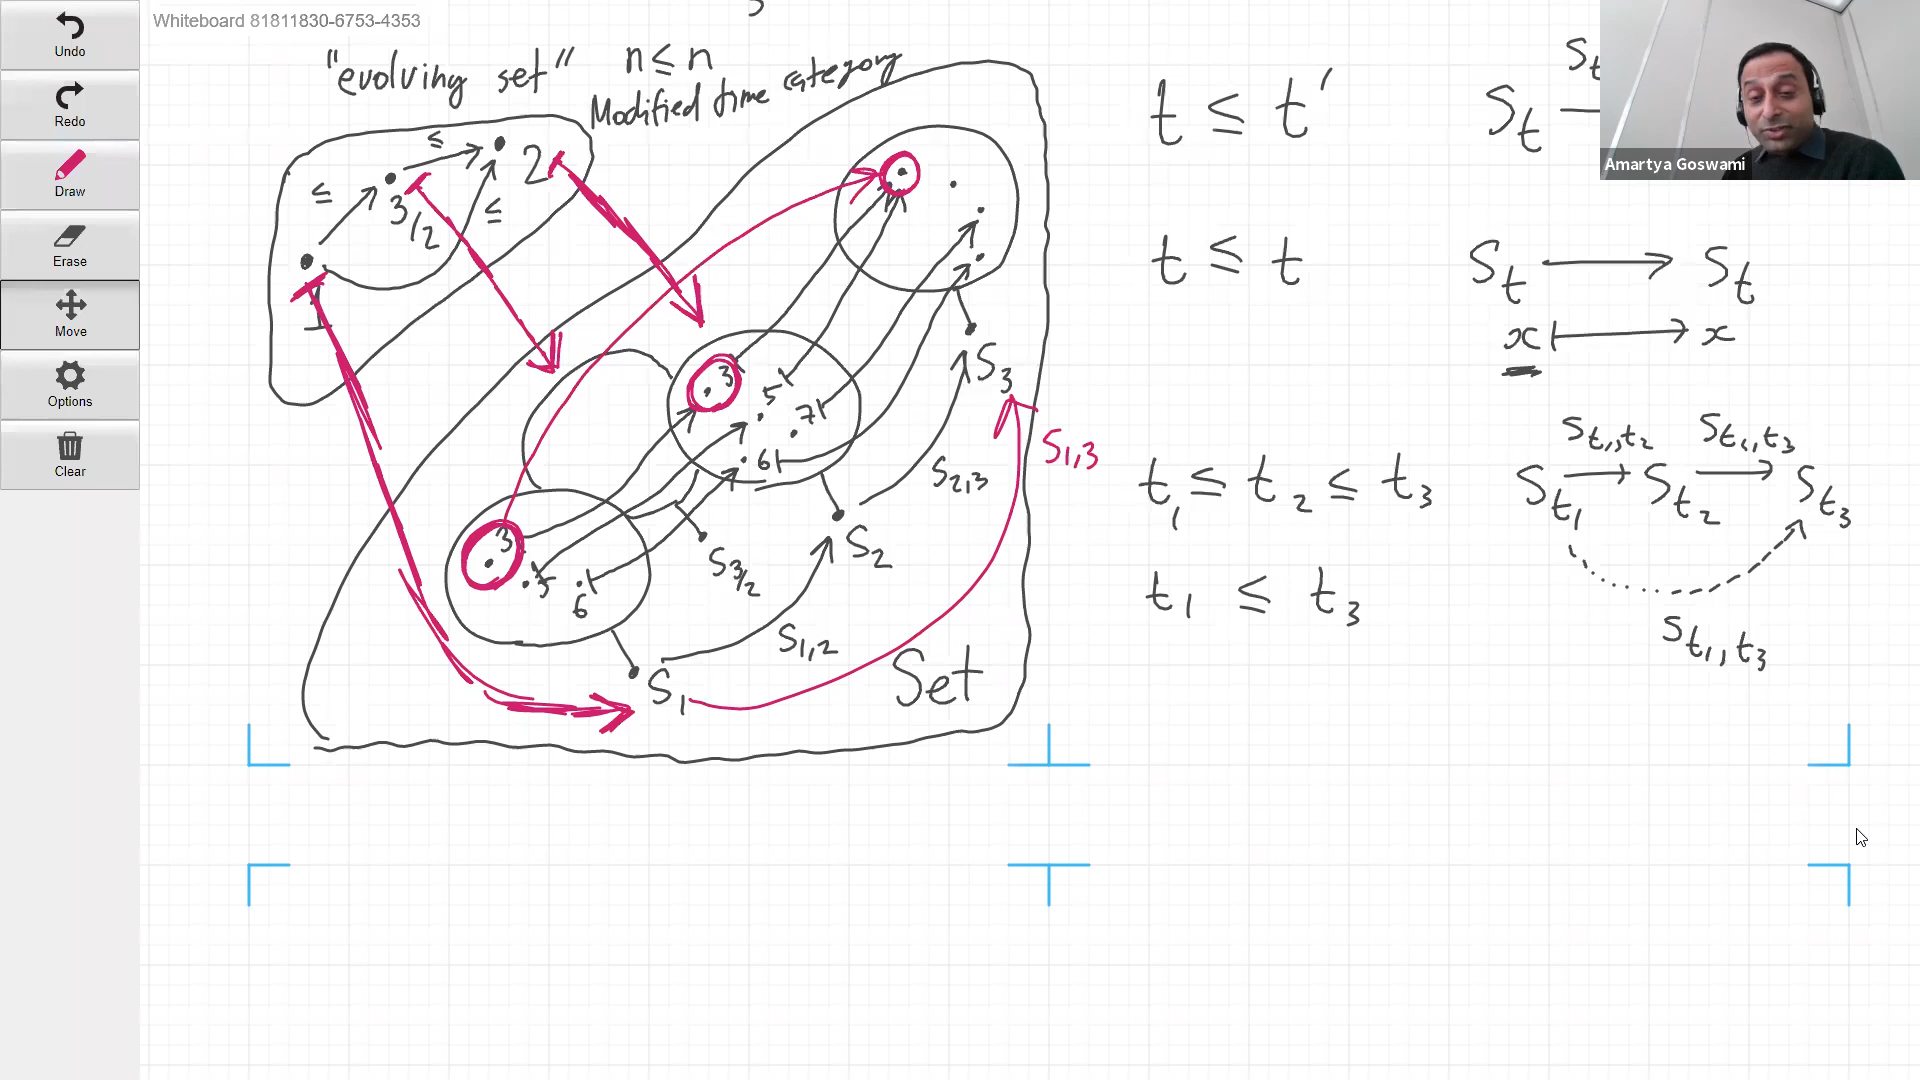 Whiteboard 81811830-6753-4353
Undo
Redo
Draw
Erase
Move
Options
Clear
"evolving set" n ≤ n
Modified time category
≤
≤
2
3/2
≤
1
3
5
7
6
S3
S2,3
S1,3
3
5
6
S3/2
S2
S1,2
S1
Set
t ≤ t'
St
St
t ≤ t
St → St
x ↦ x
t1 ≤ t2 ≤ t3
St1,t2 St1,t3
St1 → St2 → St3
t1 ≤ t3
St1,t3
Amartya Goswami